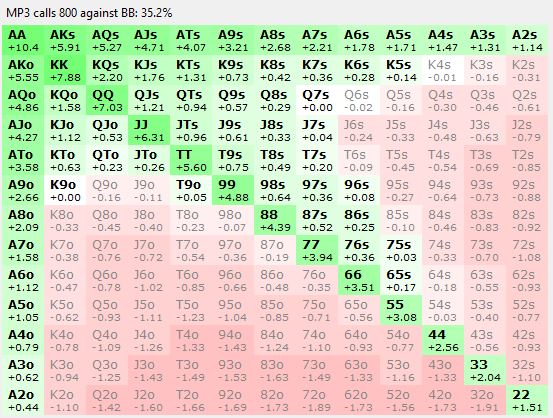 MP3 calls 800 against BB: 35.2%
AA AKs AQs AJs ATs A9s A8s A7s A6s A5s A4s A3s A2s
+10.4 +5.91 +5.27 +4.71 +4.07 +3.21 +2.68 +2.21 +1.78 +1.71 +1.47 +1.31 +1.14
AKo KK KQs KJs KTs K9s K8s K7s K6s K5s K4s K3s K2s
+5.55 +7.88 +2.20 +1.76 +1.31 +0.73 +0.42 +0.36 +0.28 +0.14 -0.01 -0.16 -0.31
AQo KQo QQ QJs QTs Q9s Q8s Q7s Q6s Q5s Q4s Q3s Q2s
+4.86 +1.58 +7.03 +1.21 +0.94 +0.57 +0.29 +0.00 -0.02 -0.16 -0.30 -0.46 -0.61
AJo KJo QJo JJ JTs J9s J8s J7s J6s J5s J4s J3s J2s
+4.27 +1.12 +0.53 +6.31 +0.96 +0.61 +0.33 +0.04 -0.24 -0.33 -0.48 -0.63 -0.79
ATo KTo QTo JTo TT T9s T8s T7s T6s T5s T4s T3s T2s
+3.58 +0.63 +0.23 +0.26 +5.60 +0.75 +0.49 +0.20 -0.09 -0.45 -0.54 -0.69 -0.85
A9o K9o Q9o J9o T9o 99 98s 97s 96s 95s 94s 93s 92s
+2.66 +0.00 -0.16 -0.11 +0.05 +4.88 +0.64 +0.36 +0.08 -0.27 -0.64 -0.73 -0.88
A8o K8o Q8o J8o T8o 98o 88 87s 86s 85s 84s 83s 82s
+2.09 -0.33 -0.45 -0.40 -0.23 -0.07 +4.39 +0.52 +0.25 -0.10 -0.46 -0.83 -0.92
A7o K7o Q7o J7o T7o 97o 87o 77 76s 75s 74s 73s 72s
+1.58 -0.38 -0.76 -0.72 -0.54 -0.36 -0.19 +3.94 +0.36 +0.03 -0.33 -0.70 -1.08
A6o K6o Q6o J6o T6o 96o 86o 76o 66 65s 64s 63s 62s
+1.12 -0.47 -0.78 -1.02 -0.85 -0.66 -0.48 -0.35 +3.51 +0.17 -0.18 -0.55 -0.93
A5o K5o Q5o J5o T5o 95o 85o 75o 65o 55 54s 53s 52s
+1.05 -0.62 -0.93 -1.11 -1.23 -1.04 -0.85 -0.71 -0.56 +3.08 -0.03 -0.40 -0.77
A4o K4o Q4o J4o T4o 94o 84o 74o 64o 54o 44 43s 42s
+0.79 -0.78 -1.09 -1.26 -1.33 -1.43 -1.24 -1.10 -0.93 -0.77 +2.56 -0.56 -0.93
A3o K3o Q3o J3o T3o 93o 83o 73o 63o 53o 43o 33 32s
+0.62 -0.94 -1.25 -1.43 -1.49 -1.53 -1.63 -1.49 -1.33 -1.16 -1.33 +2.04 -1.10
A2o K2o Q2o J2o T2o 92o 82o 72o 62o 52o 42o 32o 22
+0.44 -1.10 -1.42 -1.60 -1.66 -1.69 -1.73 -1.89 -1.73 -1.56 -1.73 -1.91 +1.51